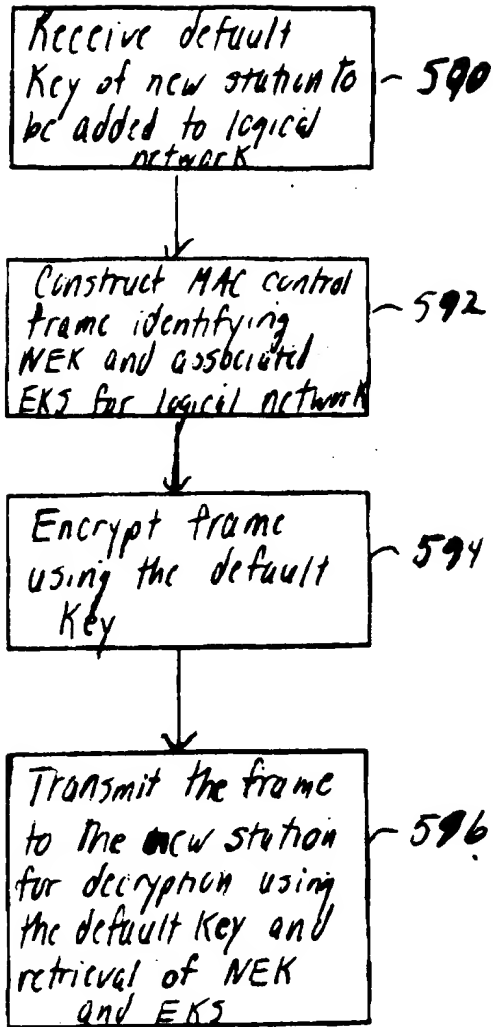 Receive default
Key of new station to
be added to logical
network
590
Construct MAC control
frame identifying
NEK and associated
EKS for logical network
592
Encrypt frame
using the default
Key
594
Transmit the frame
to the new station
for decryption using
the default Key and
retrieval of NEK
and EKS
596